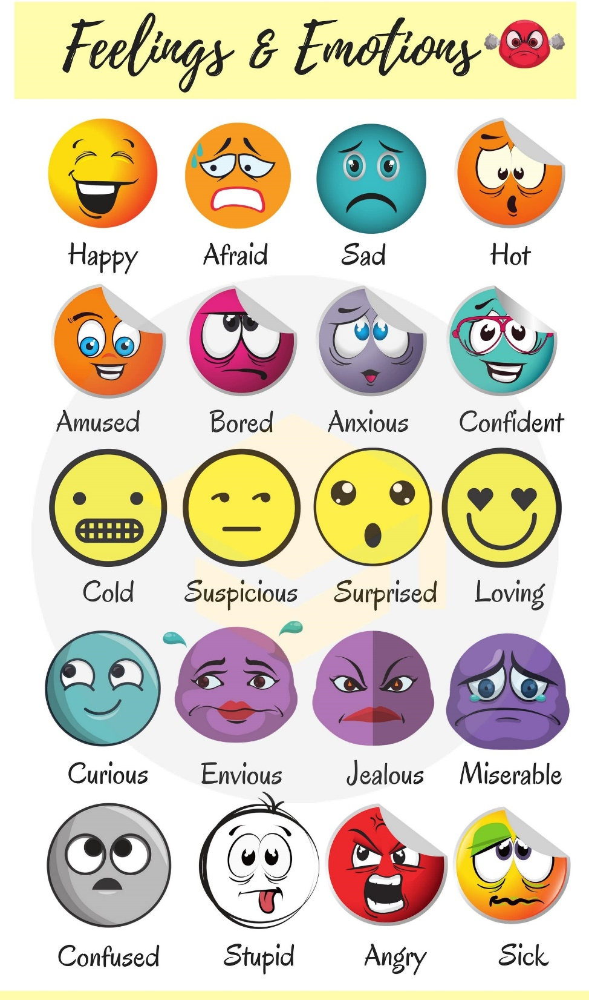 Feelings & Emotions
Happy Afraid Sad Hot
Amused Bored Anxious Confident
Cold Suspicious Surprised Loving
Curious Envious Jealous Miserable
Confused Stupid Angry Sick